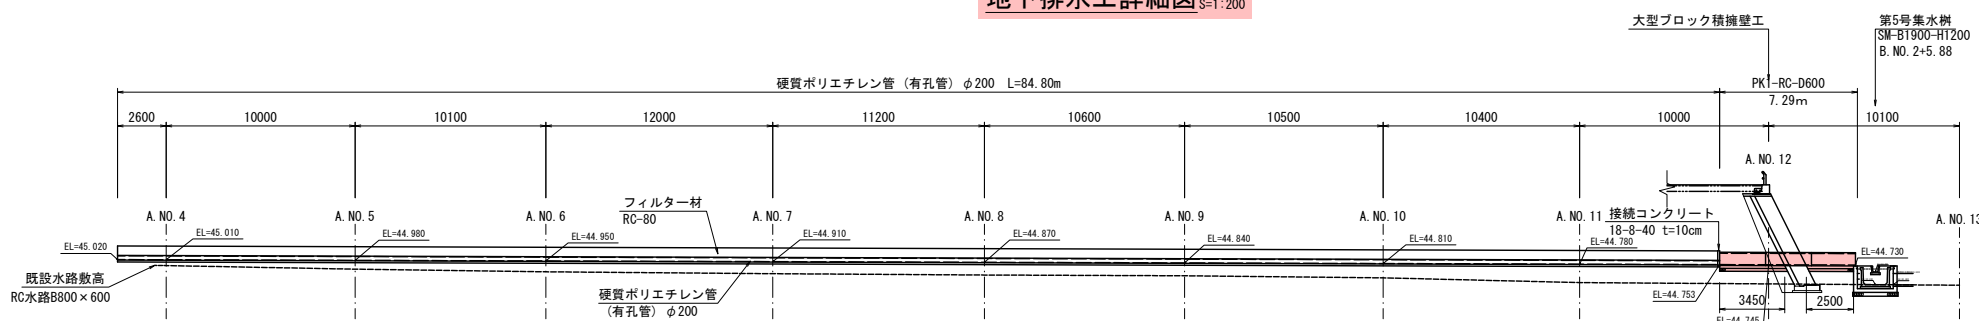 地下排水工詳細図 S=1:200
大型ブロック積擁壁工
第5号集水桝
SM-B1900-H1200
B.NO.2+5.88
硬質ポリエチレン管（有孔管）φ200 L=84.80m
PK1-RC-D600
7.29m
2600
10000
10100
12000
11200
10600
10500
10400
10000
10100
A.NO.12
A.NO.4
A.NO.5
A.NO.6
フィルター材
RC-80
A.NO.7
A.NO.8
A.NO.9
A.NO.10
A.NO.11
接続コンクリート
18-8-40 t=10cm
A.NO.13
EL=45.020
EL=45.010
EL=44.980
EL=44.950
EL=44.910
EL=44.870
EL=44.840
EL=44.810
EL=44.780
EL=44.730
既設水路敷高
RC水路B800×600
硬質ポリエチレン管
(有孔管) φ200
EL=44.753
3450
2500
EL=44.745